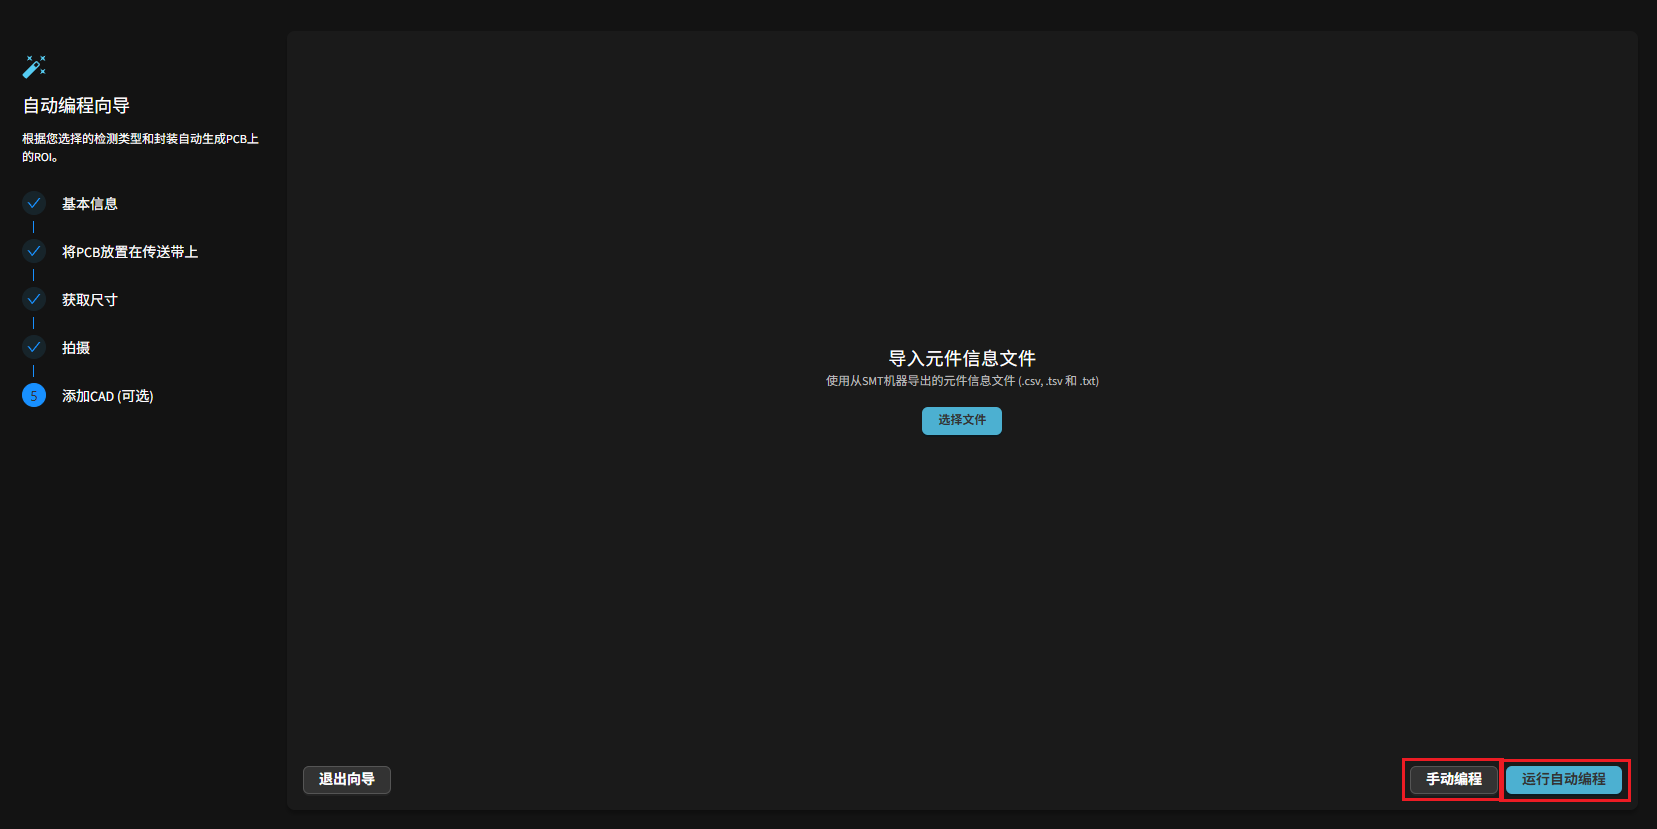 自动编程向导
根据您选择的检测类型和封装自动生成PCB上
的ROI。
基本信息
将PCB放置在传送带上
获取尺寸
拍摄
5 添加CAD (可选)
导入元件信息文件
使用从SMT机器导出的元件信息文件 (.csv, .tsv 和 .txt)
选择文件
退出向导 手动编程 运行自动编程